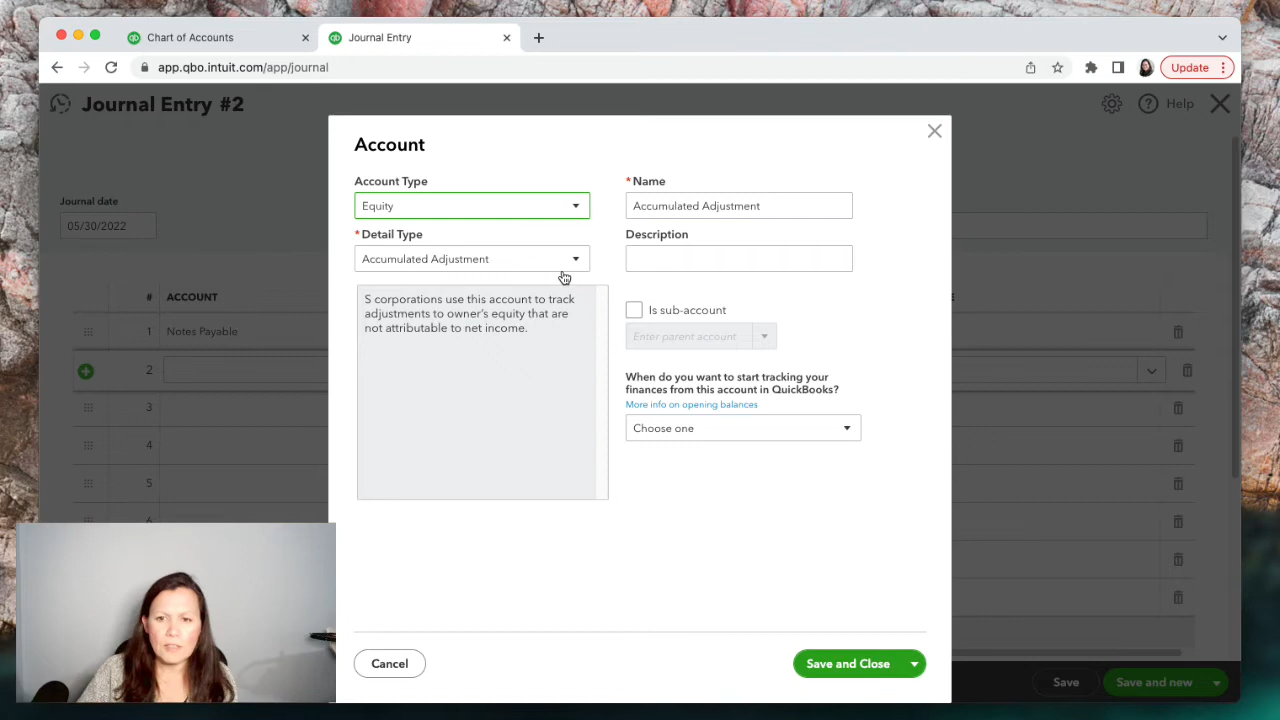 Chart of Accounts
Journal Entry
app.qbo.intuit.com/app/journal
Update
Journal Entry #2
Help
Account
Account Type
* Name
Equity
Accumulated Adjustment
* Detail Type
Description
Accumulated Adjustment
S corporations use this account to track
adjustments to owner's equity that are
not attributable to net income.
Is sub-account
Enter parent account
When do you want to start tracking your
finances from this account in QuickBooks?
More info on opening balances
Choose one
Cancel
Save and Close
Journal date
05/30/2022
# ACCOUNT
1 Notes Payable
2
3
4
5
Save
Save and new